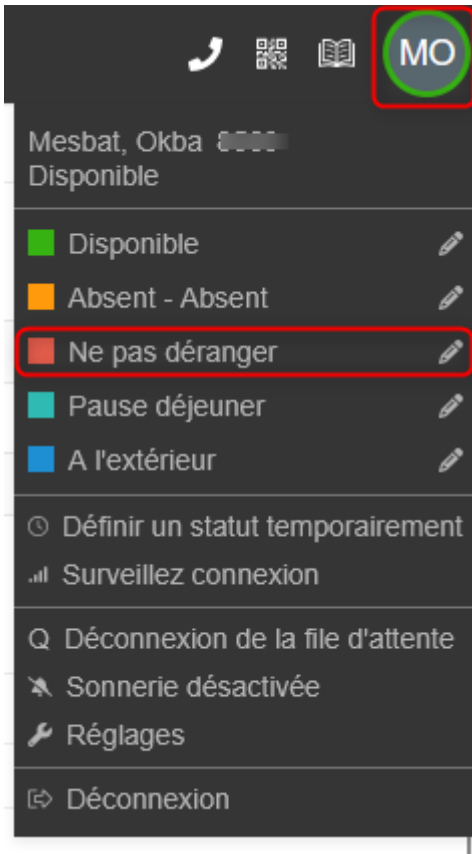 MO
Mesbat, Okba
Disponible
Disponible
Absent - Absent
Ne pas déranger
Pause déjeuner
A l'extérieur
Définir un statut temporairement
Surveillez connexion
Q Déconnexion de la file d'attente
Sonnerie désactivée
Réglages
Déconnexion